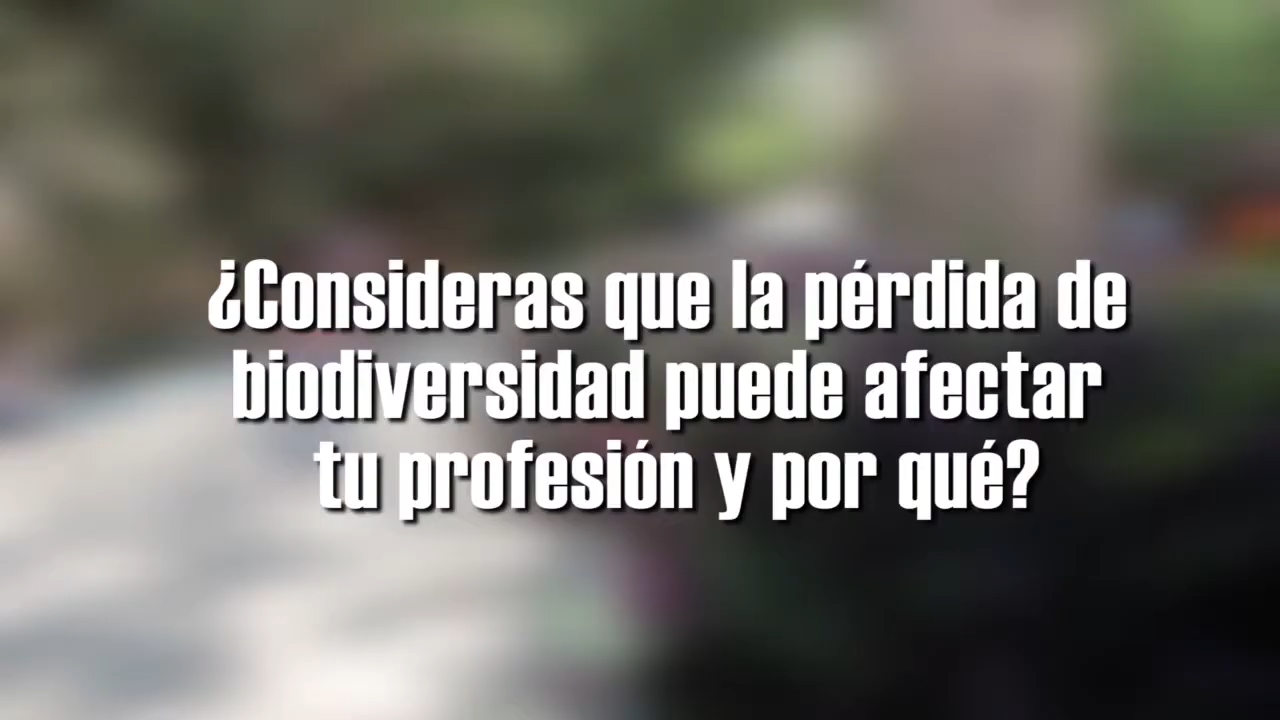 ¿Consideras que la pérdida de
biodiversidad puede afectar
tu profesión y por qué?